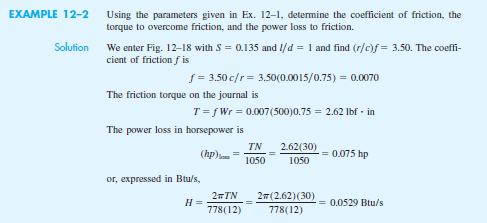 EXAMPLE 12–2 Using the parameters given in Ex. 12–1, determine the coefficient of friction, the
torque to overcome friction, and the power loss to friction.
Solution We enter Fig. 12–18 with S = 0.135 and l/d = 1 and find (r/c)f = 3.50. The coeffi-
cient of friction f is
f = 3.50 c/r = 3.50(0.0015/0.75) = 0.0070
The friction torque on the journal is
T = f Wr = 0.007(500)0.75 = 2.62 lbf · in
The power loss in horsepower is
(hp)loss = TN/1050 = 2.62(30)/1050 = 0.075 hp
or, expressed in Btu/s,
H = 2πTN/778(12) = 2π(2.62)(30)/778(12) = 0.0529 Btu/s